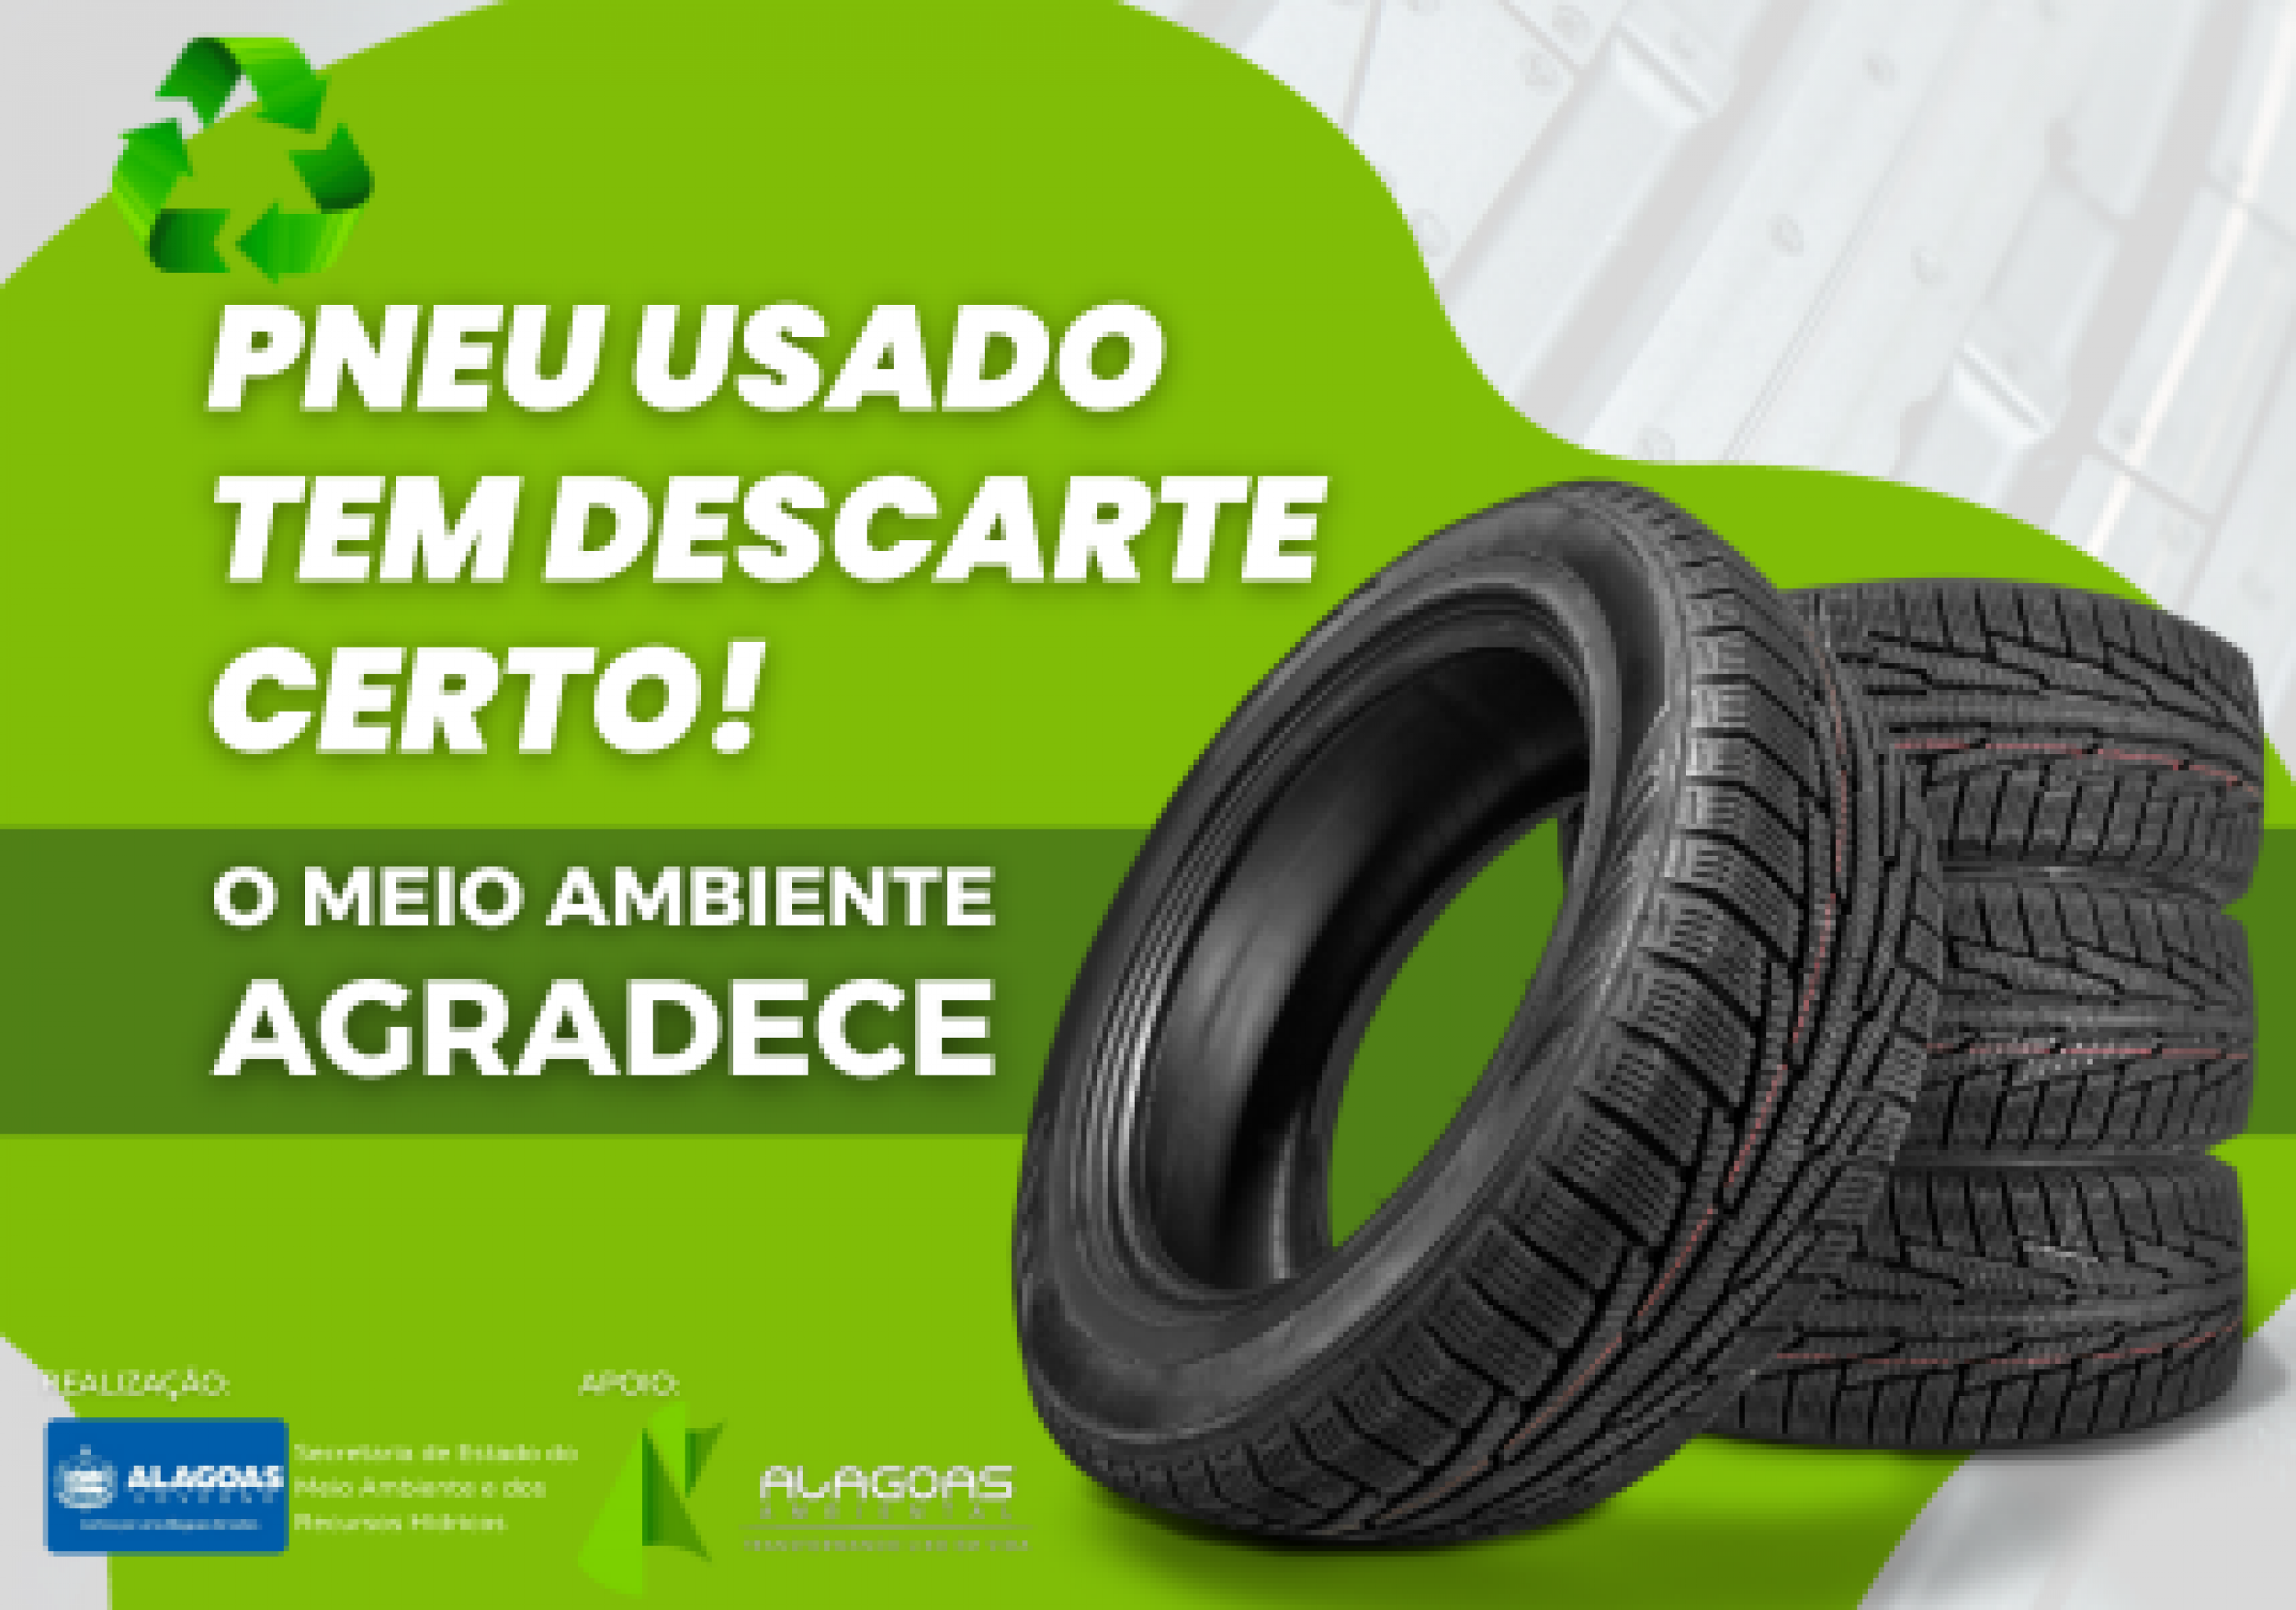 PNEU USADO
TEM DESCARTE
CERTO!
O MEIO AMBIENTE
AGRADECE
REALIZAÇÃO:
APOIO:
ALAGOAS
Secretaria de Estado do
Meio Ambiente e dos
Recursos Hídricos
ALAGOAS
AMBIENTAL